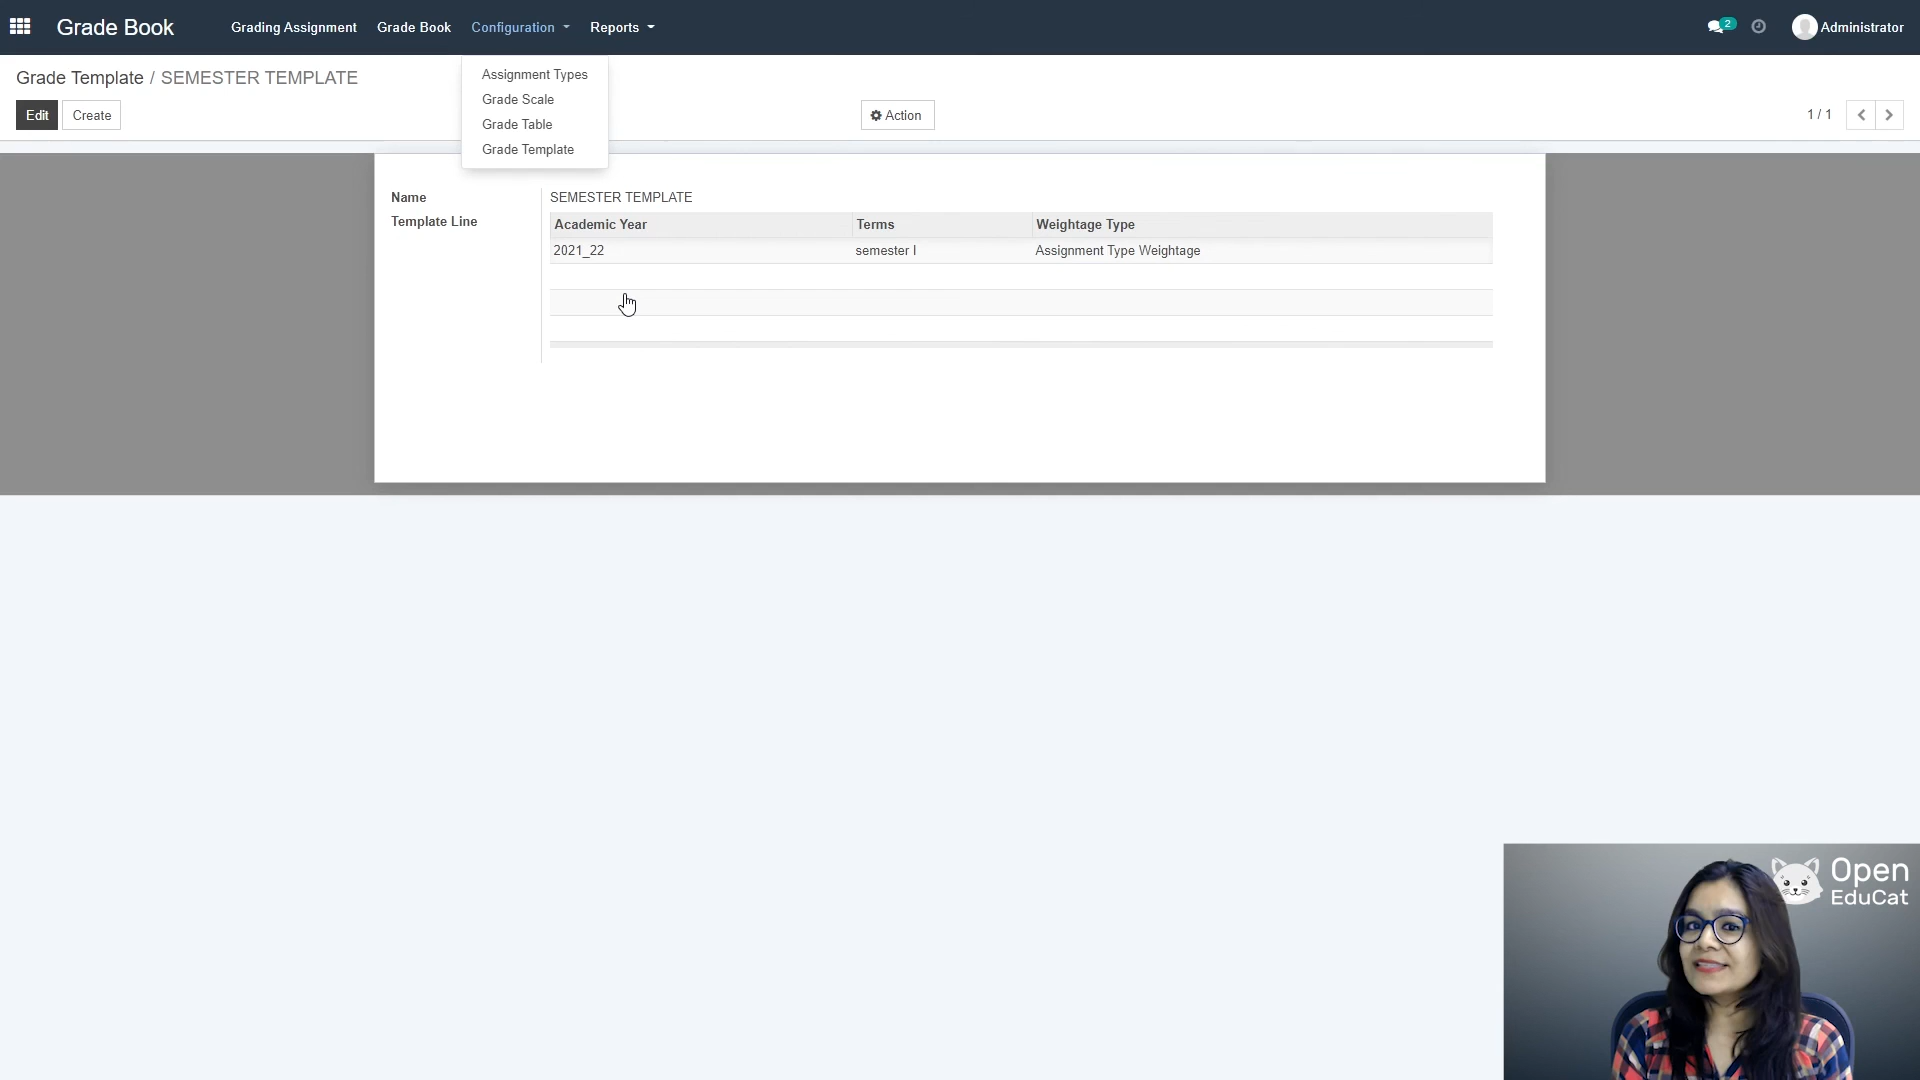 Grade Book Grading Assignment Grade Book Configuration Reports 2 Administrator
Grade Template / SEMESTER TEMPLATE
Assignment Types
Grade Scale
Grade Table
Grade Template
Edit Create Action 1 / 1
Name SEMESTER TEMPLATE
Template Line
Academic Year Terms Weightage Type
2021_22 semester I Assignment Type Weightage
Open
EduCat